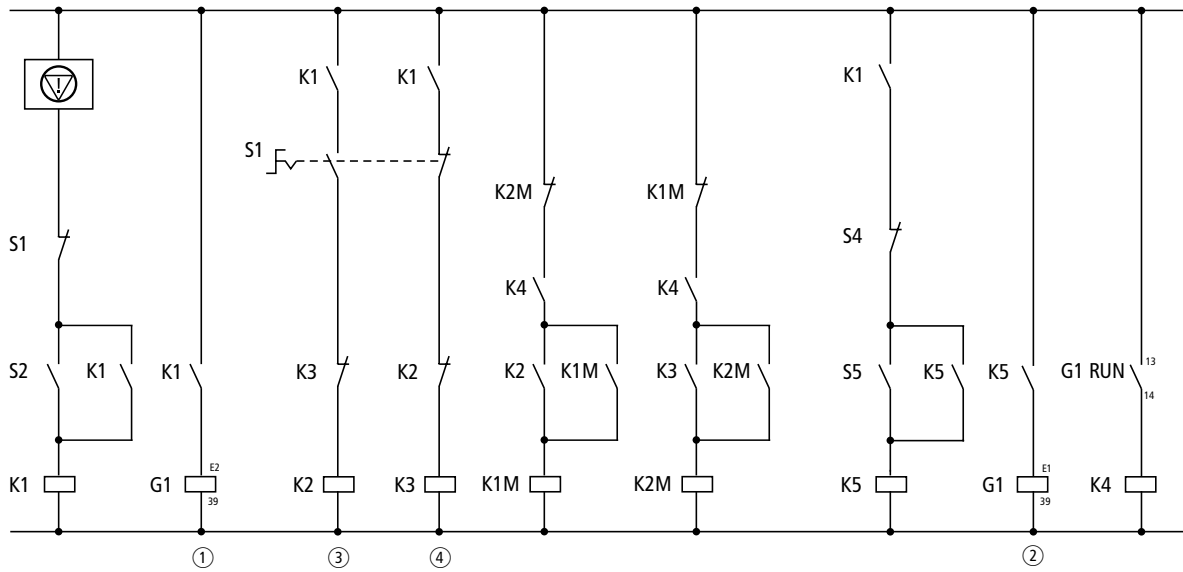 !
K1 K1 K1
S1
K2M K1M
S1 S4
K4 K4
S2 K1 K1 K3 K2 K2 K1M K3 K2M S5 K5 K5 G1 RUN 13
14
K1 G1 E2 K2 K3 K1M K2M K5 G1 E1 K4
39 39
① ③ ④ ②